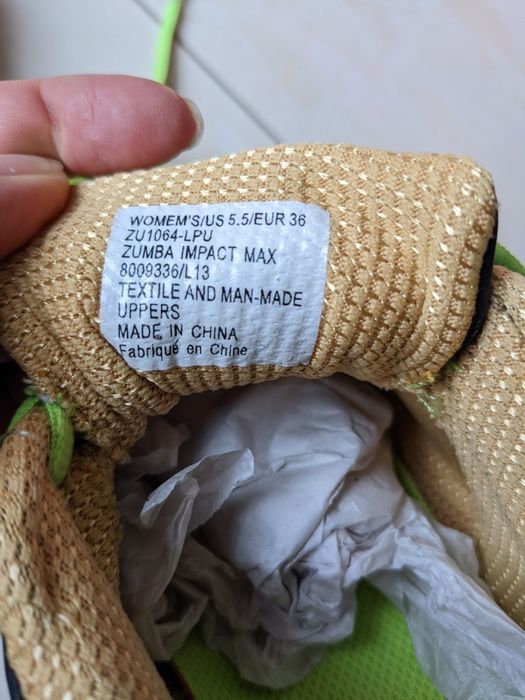 WOMEM'S/US 5.5/EUR 36
ZU1064-LPU
ZUMBA IMPACT MAX
8009336/L13
TEXTILE AND MAN-MADE
UPPERS
MADE IN CHINA
Fabriqué en Chine